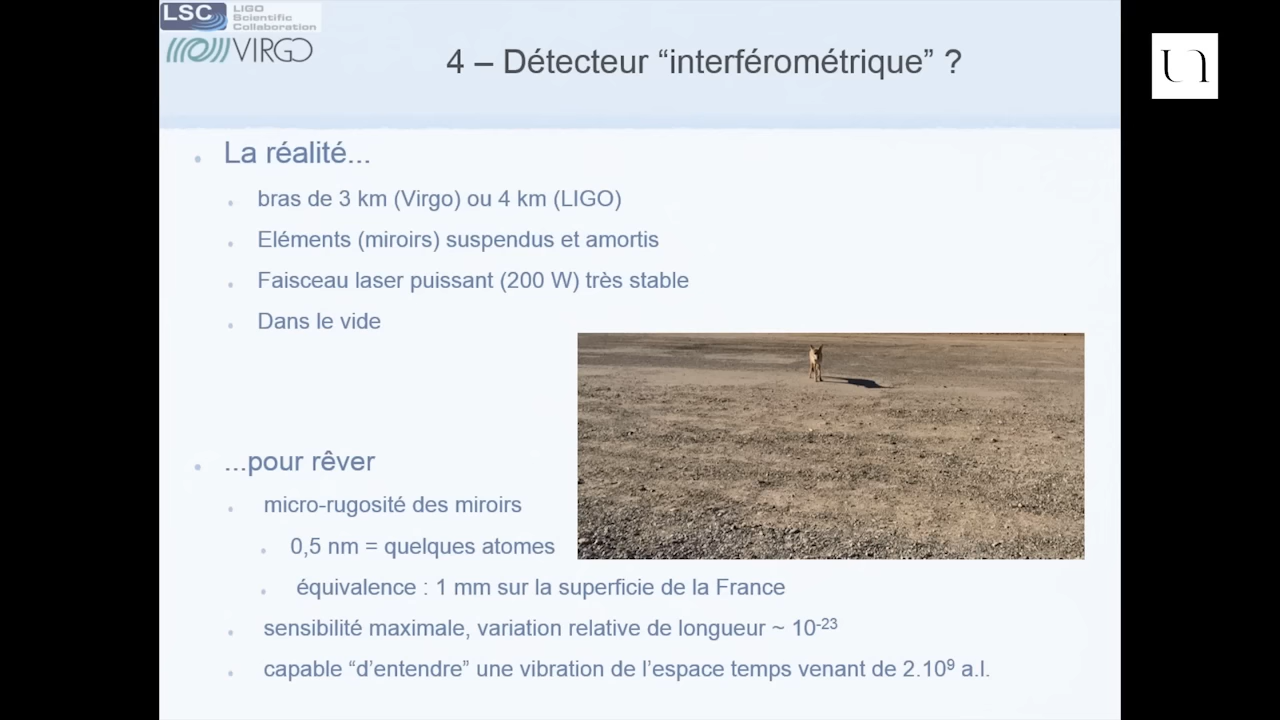 LSC LIGO
Scientific
Collaboration
VIRGO
4 – Détecteur “interférométrique” ?
La réalité...
bras de 3 km (Virgo) ou 4 km (LIGO)
Eléments (miroirs) suspendus et amortis
Faisceau laser puissant (200 W) très stable
Dans le vide
...pour rêver
micro-rugosité des miroirs
0,5 nm = quelques atomes
équivalence : 1 mm sur la superficie de la France
sensibilité maximale, variation relative de longueur ~ 10⁻²³
capable “d’entendre” une vibration de l’espace temps venant de 2.10⁹ a.l.